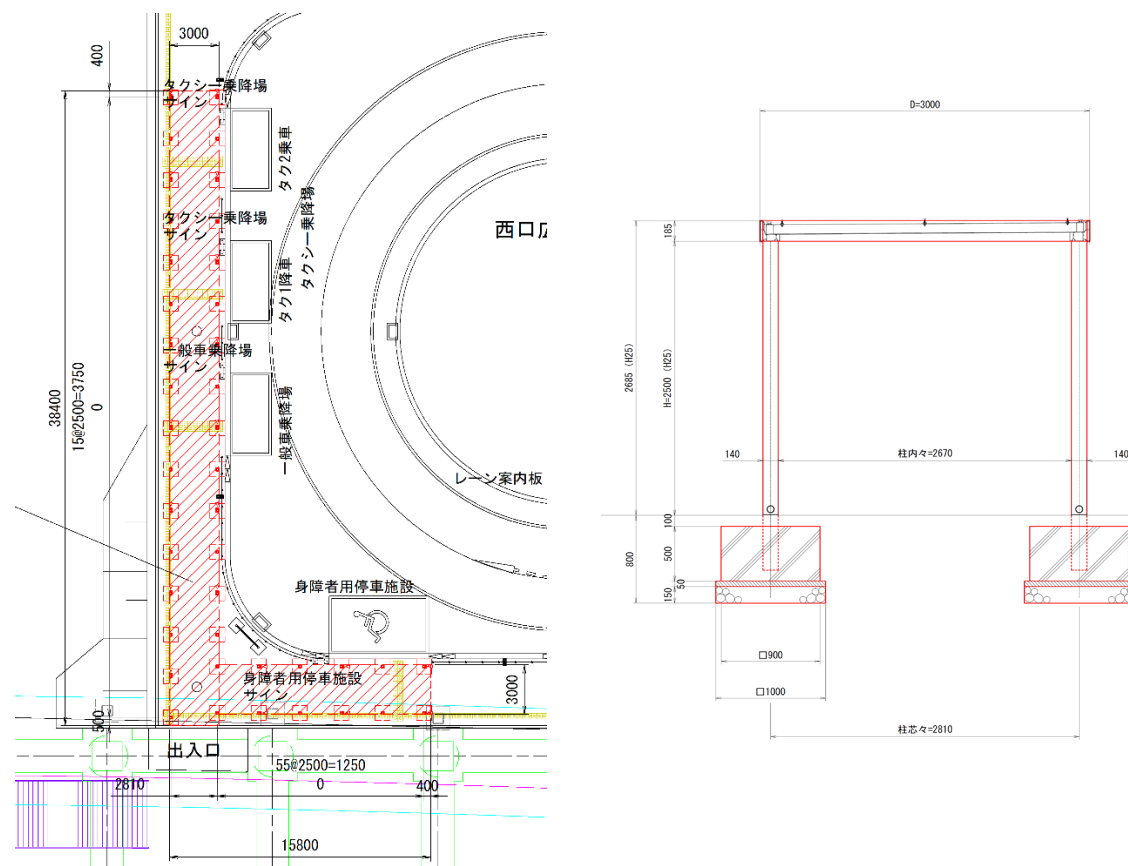 3000
400
タクシー乗降場
サイン
タク2乗車
タクシー乗降場
サイン
タクシー乗降場
タク1降車
西口広
一般車乗降場
サイン
一般車乗降場
38400
15@2500=3750
0
レーン案内板
身障者用停車施設
身障者用停車施設
サイン
3000
500
出入口
55@2500=1250
0
2810
400
15800
D=3000
185
2685 (H25)
H=2500 (H25)
140
柱内々=2670
140
100
800
500
50
150
□900
□1000
柱芯々=2810